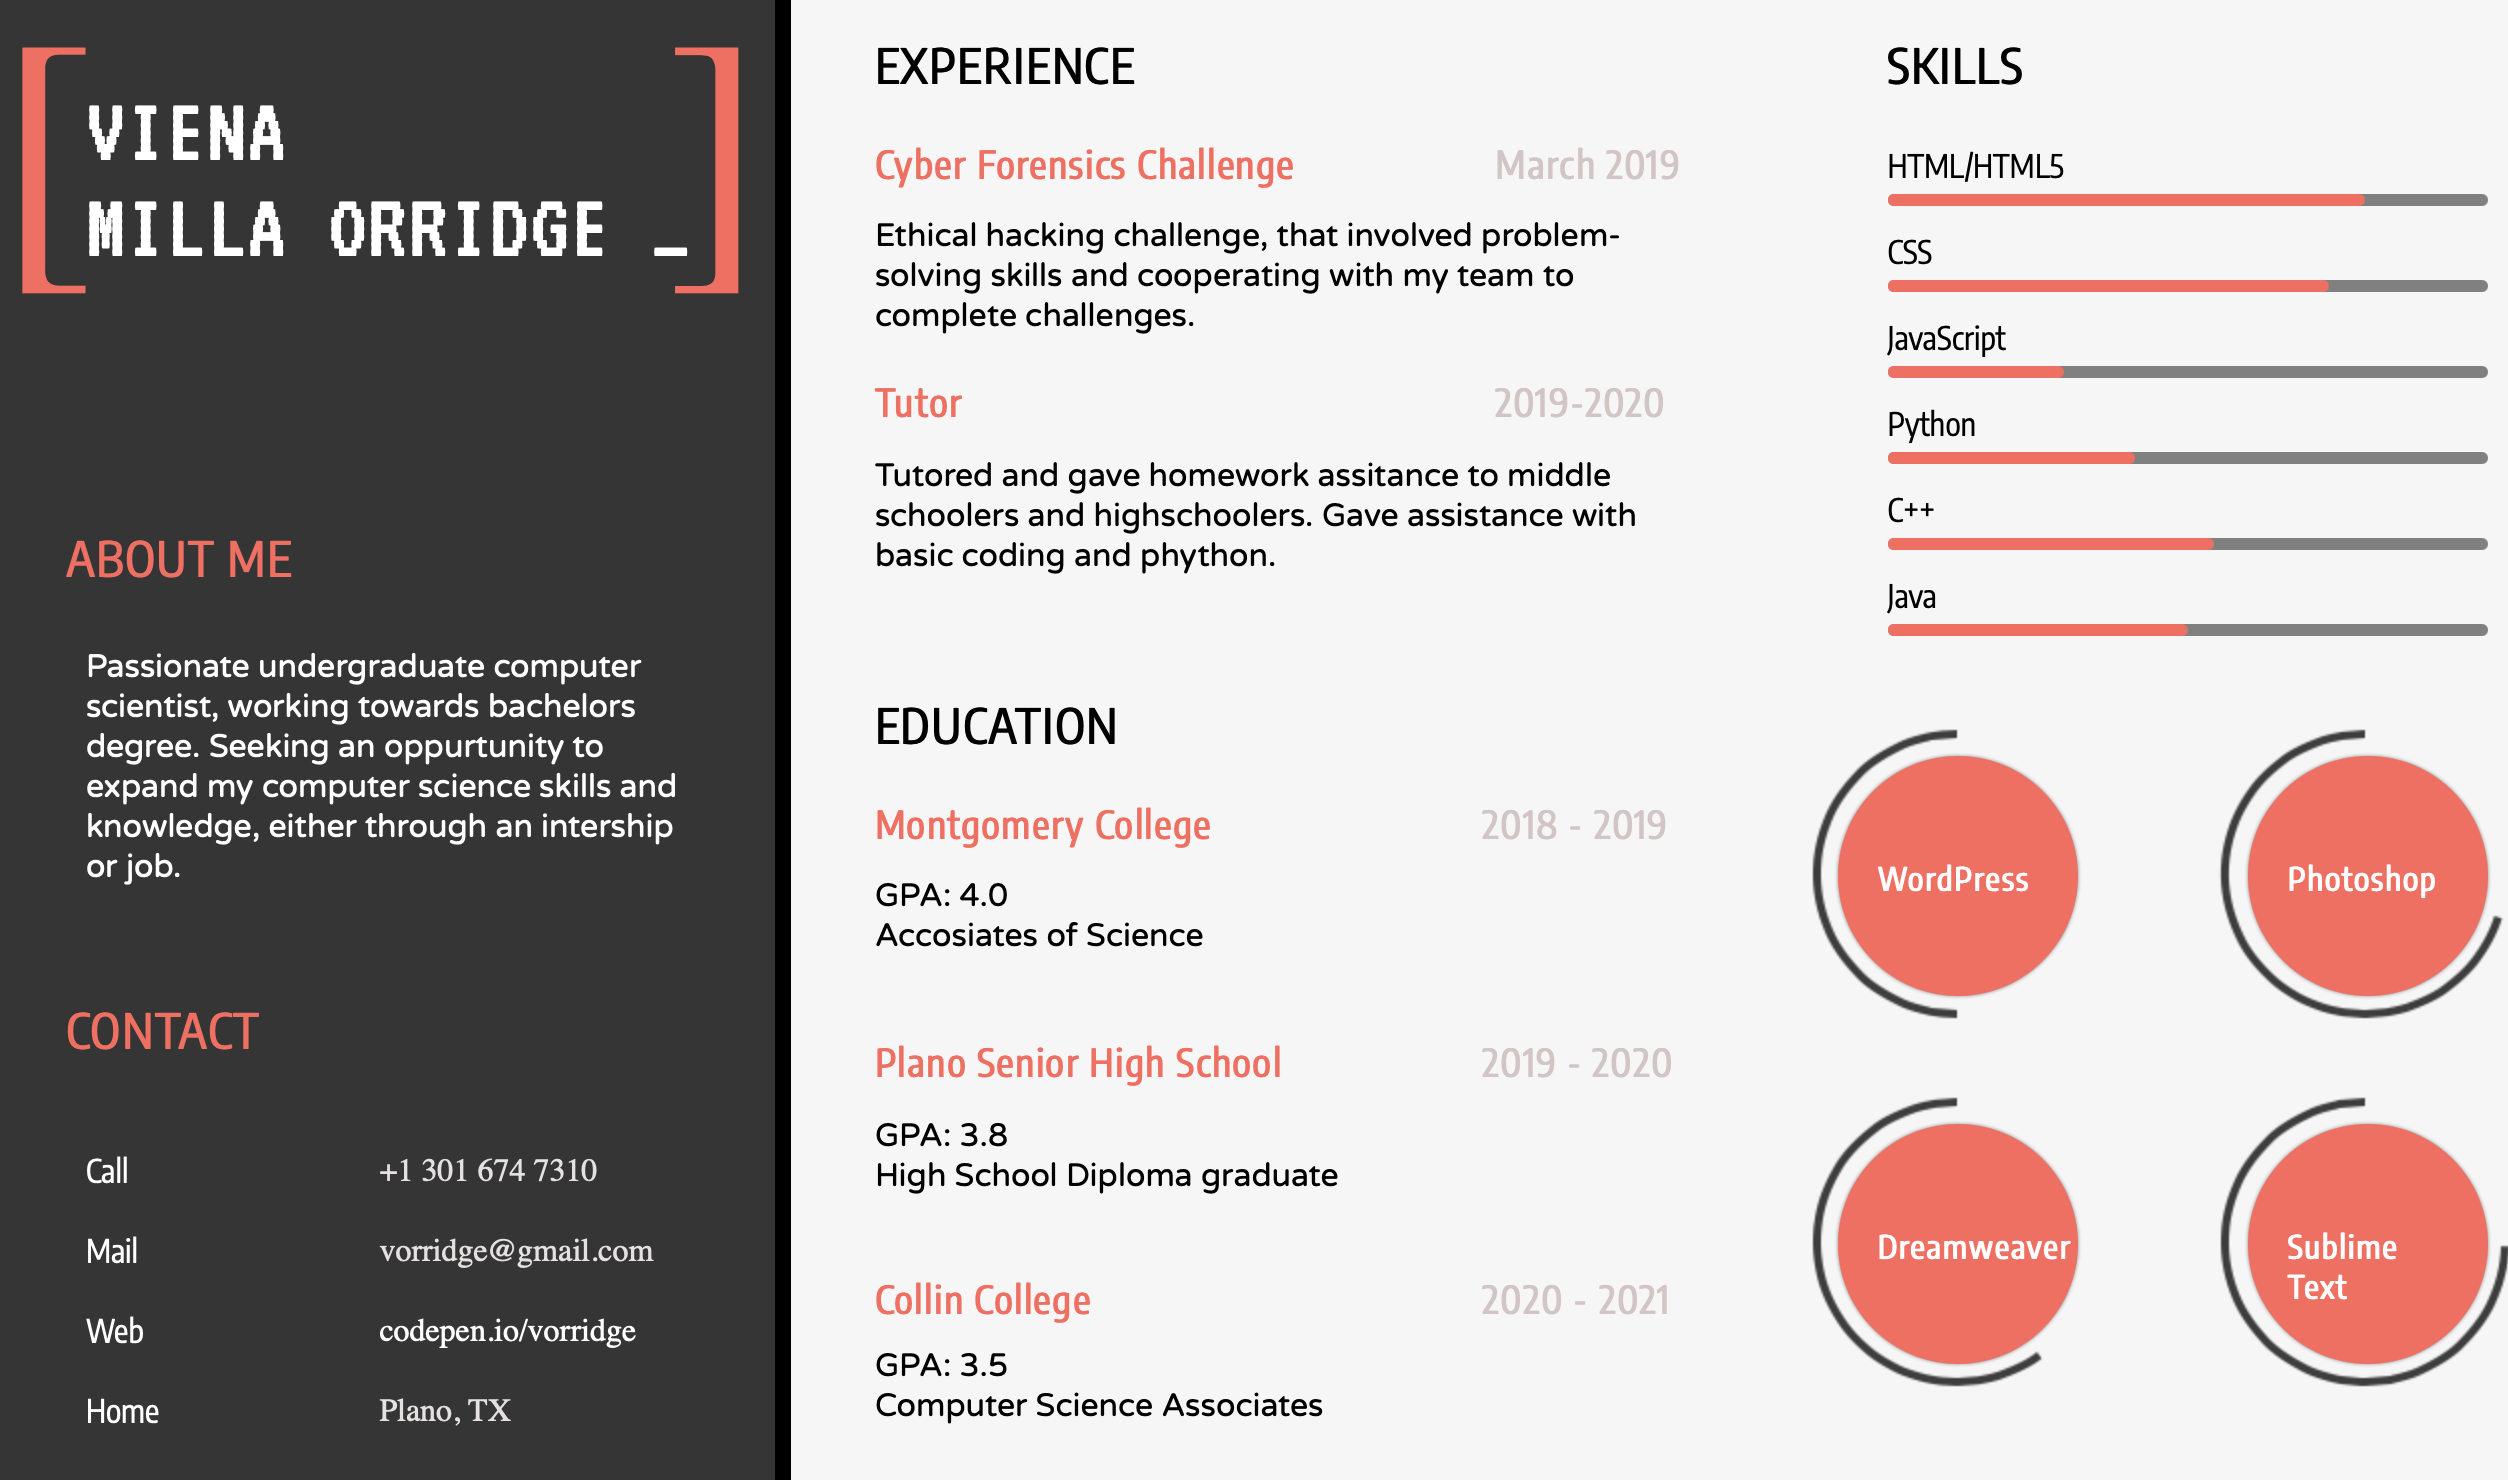 VIENA
MILLA ORRIDGE _
ABOUT ME
Passionate undergraduate computer
scientist, working towards bachelors
degree. Seeking an oppurtunity to
expand my computer science skills and
knowledge, either through an intership
or job.
CONTACT
Call +1 301 674 7310
Mail vorridge@gmail.com
Web codepen.io/vorridge
Home Plano, TX
EXPERIENCE
Cyber Forensics Challenge March 2019
Ethical hacking challenge, that involved problem-
solving skills and cooperating with my team to
complete challenges.
Tutor 2019-2020
Tutored and gave homework assitance to middle
schoolers and highschoolers. Gave assistance with
basic coding and phython.
EDUCATION
Montgomery College 2018 - 2019
GPA: 4.0
Accosiates of Science
Plano Senior High School 2019 - 2020
GPA: 3.8
High School Diploma graduate
Collin College 2020 - 2021
GPA: 3.5
Computer Science Associates
SKILLS
HTML/HTML5
CSS
JavaScript
Python
C++
Java
WordPress
Photoshop
Dreamweaver
Sublime
Text